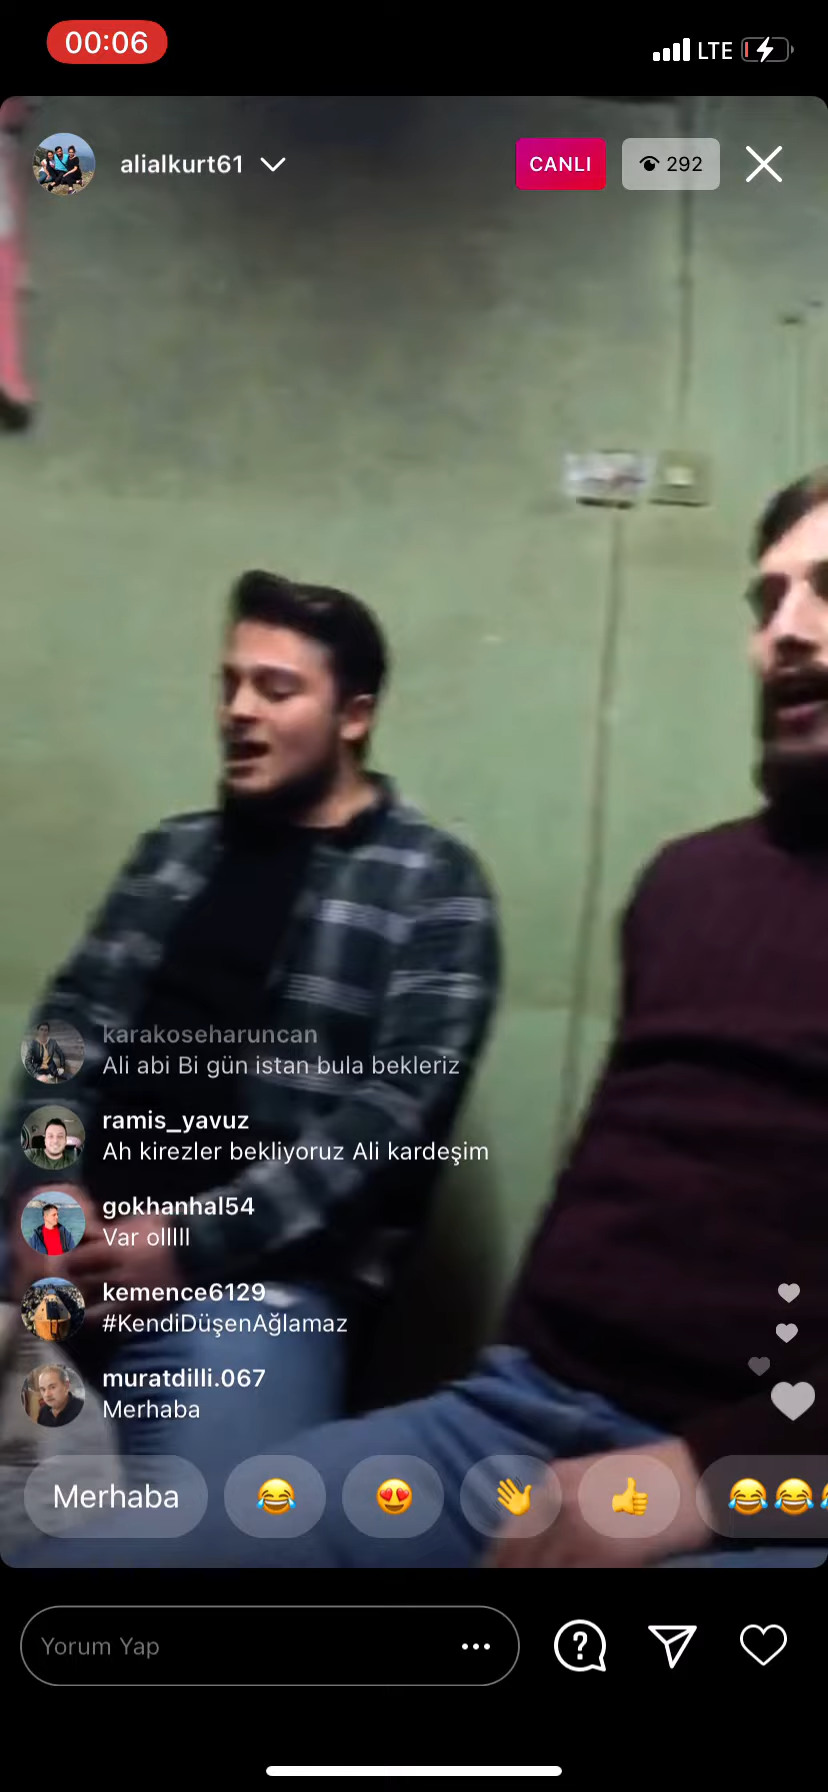 00:06
LTE
alialkurt61
CANLI
292
karakoseharuncan
Ali abi Bi gün istan bula bekleriz
ramis_yavuz
Ah kirezler bekliyoruz Ali kardeşim
gokhanhal54
Var olllll
kemence6129
#KendiDüşenAğlamaz
muratdilli.067
Merhaba
Merhaba
Yorum Yap